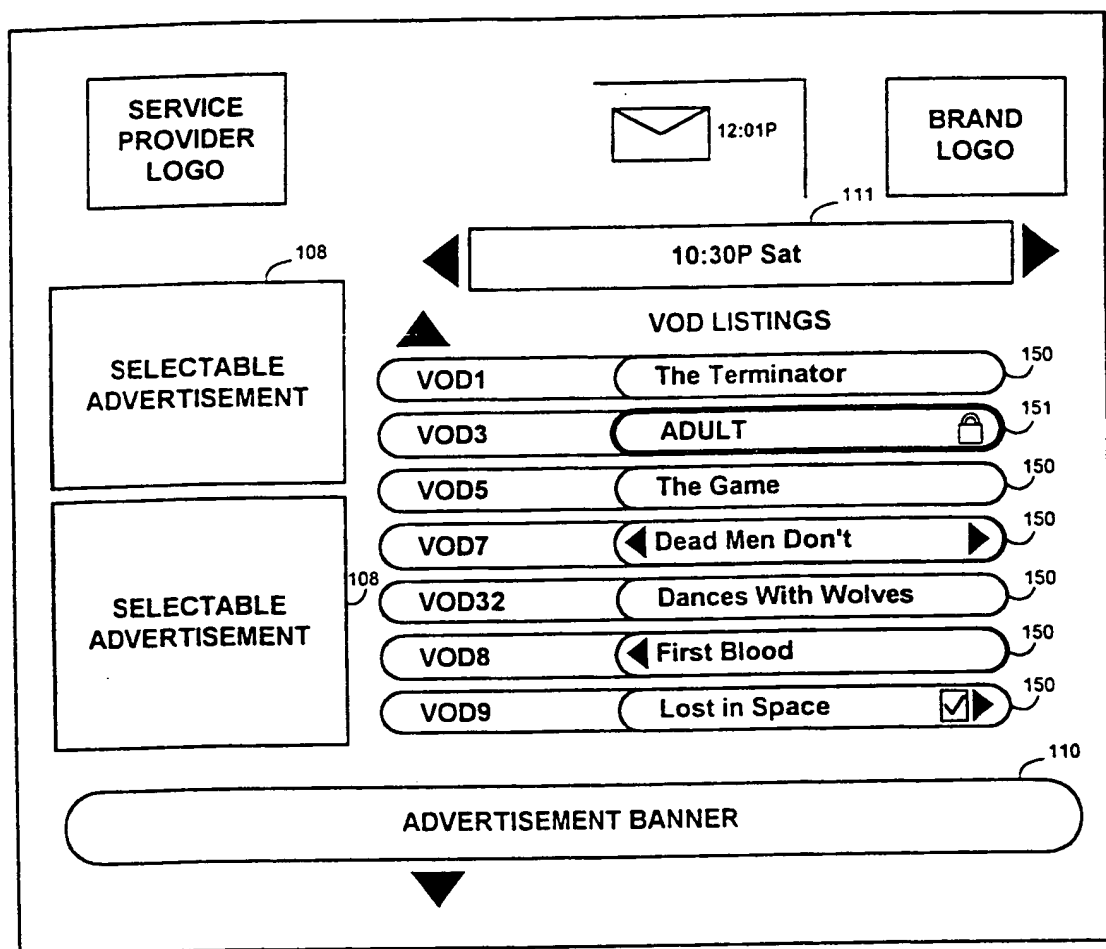 SERVICE
PROVIDER
LOGO
12:01P
BRAND
LOGO
111
10:30P Sat
108
SELECTABLE
ADVERTISEMENT
VOD LISTINGS
VOD1 The Terminator 150
VOD3 ADULT 151
VOD5 The Game 150
VOD7 Dead Men Don't 150
108
SELECTABLE
ADVERTISEMENT
VOD32 Dances With Wolves 150
VOD8 First Blood 150
VOD9 Lost in Space 150
110
ADVERTISEMENT BANNER